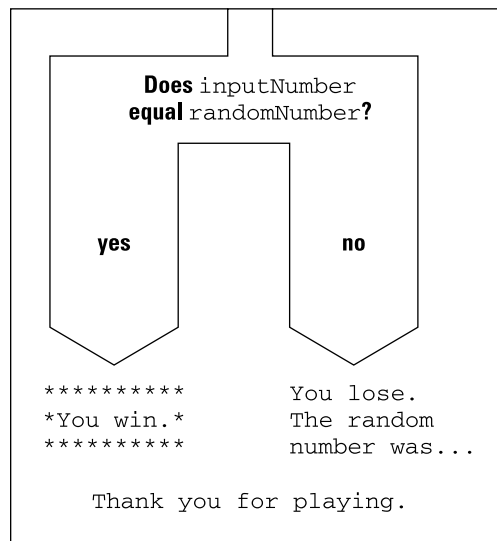 Does inputNumber
equal randomNumber?
yes
no
**********
*You win.*
**********
You lose.
The random
number was...
Thank you for playing.